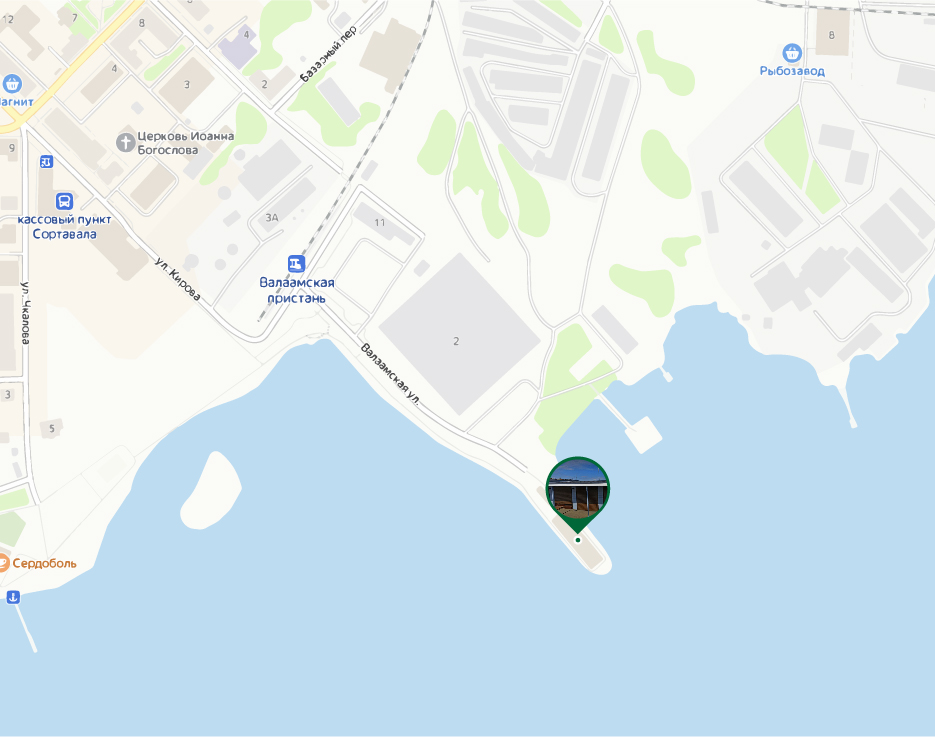 12
7
8
4
8
Рыбозавод
4
3
2
Базарный пер
агнит
Церковь Иоанна
Богослова
9
кассовый пункт
Сортавала
3А
11
ул. Кирова
Валаамская
пристань
ул. Чкалова
2
Валаамская ул.
3
5
Сердоболь